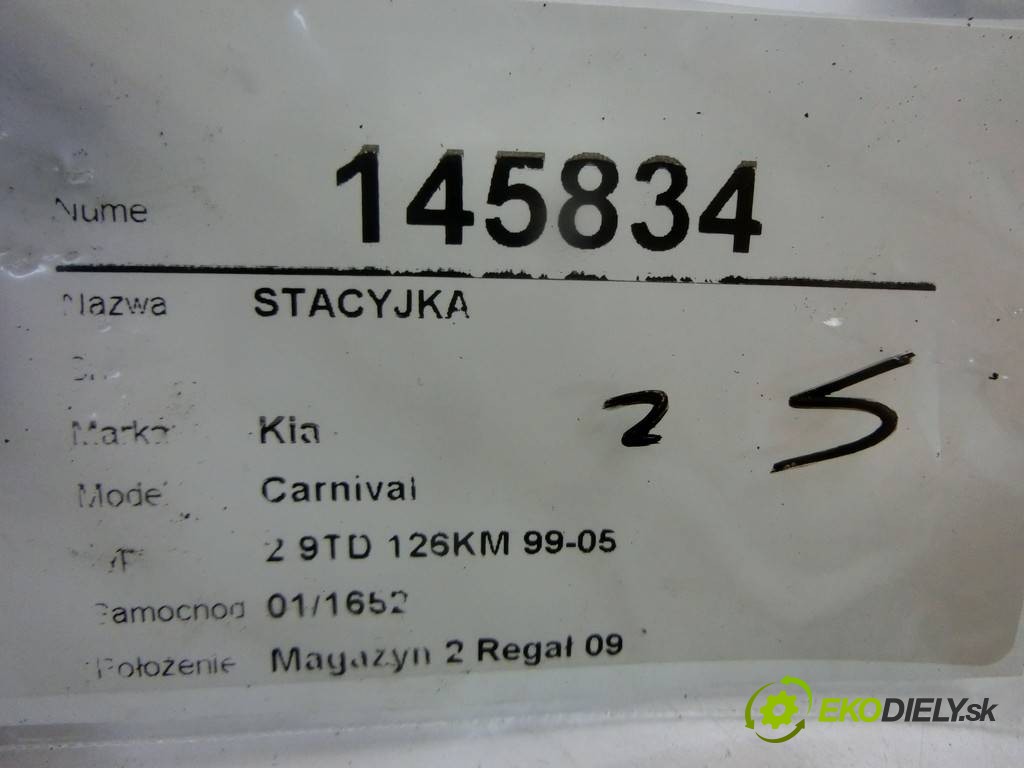 Nume 145834
Nazwa STACYJKA
Marka Kia
Model Carnival
2 9TD 126KM 99-05
Samochod 01/1652
Położenie Magazyn 2 Regał 09
2 5
EKODIELY.sk